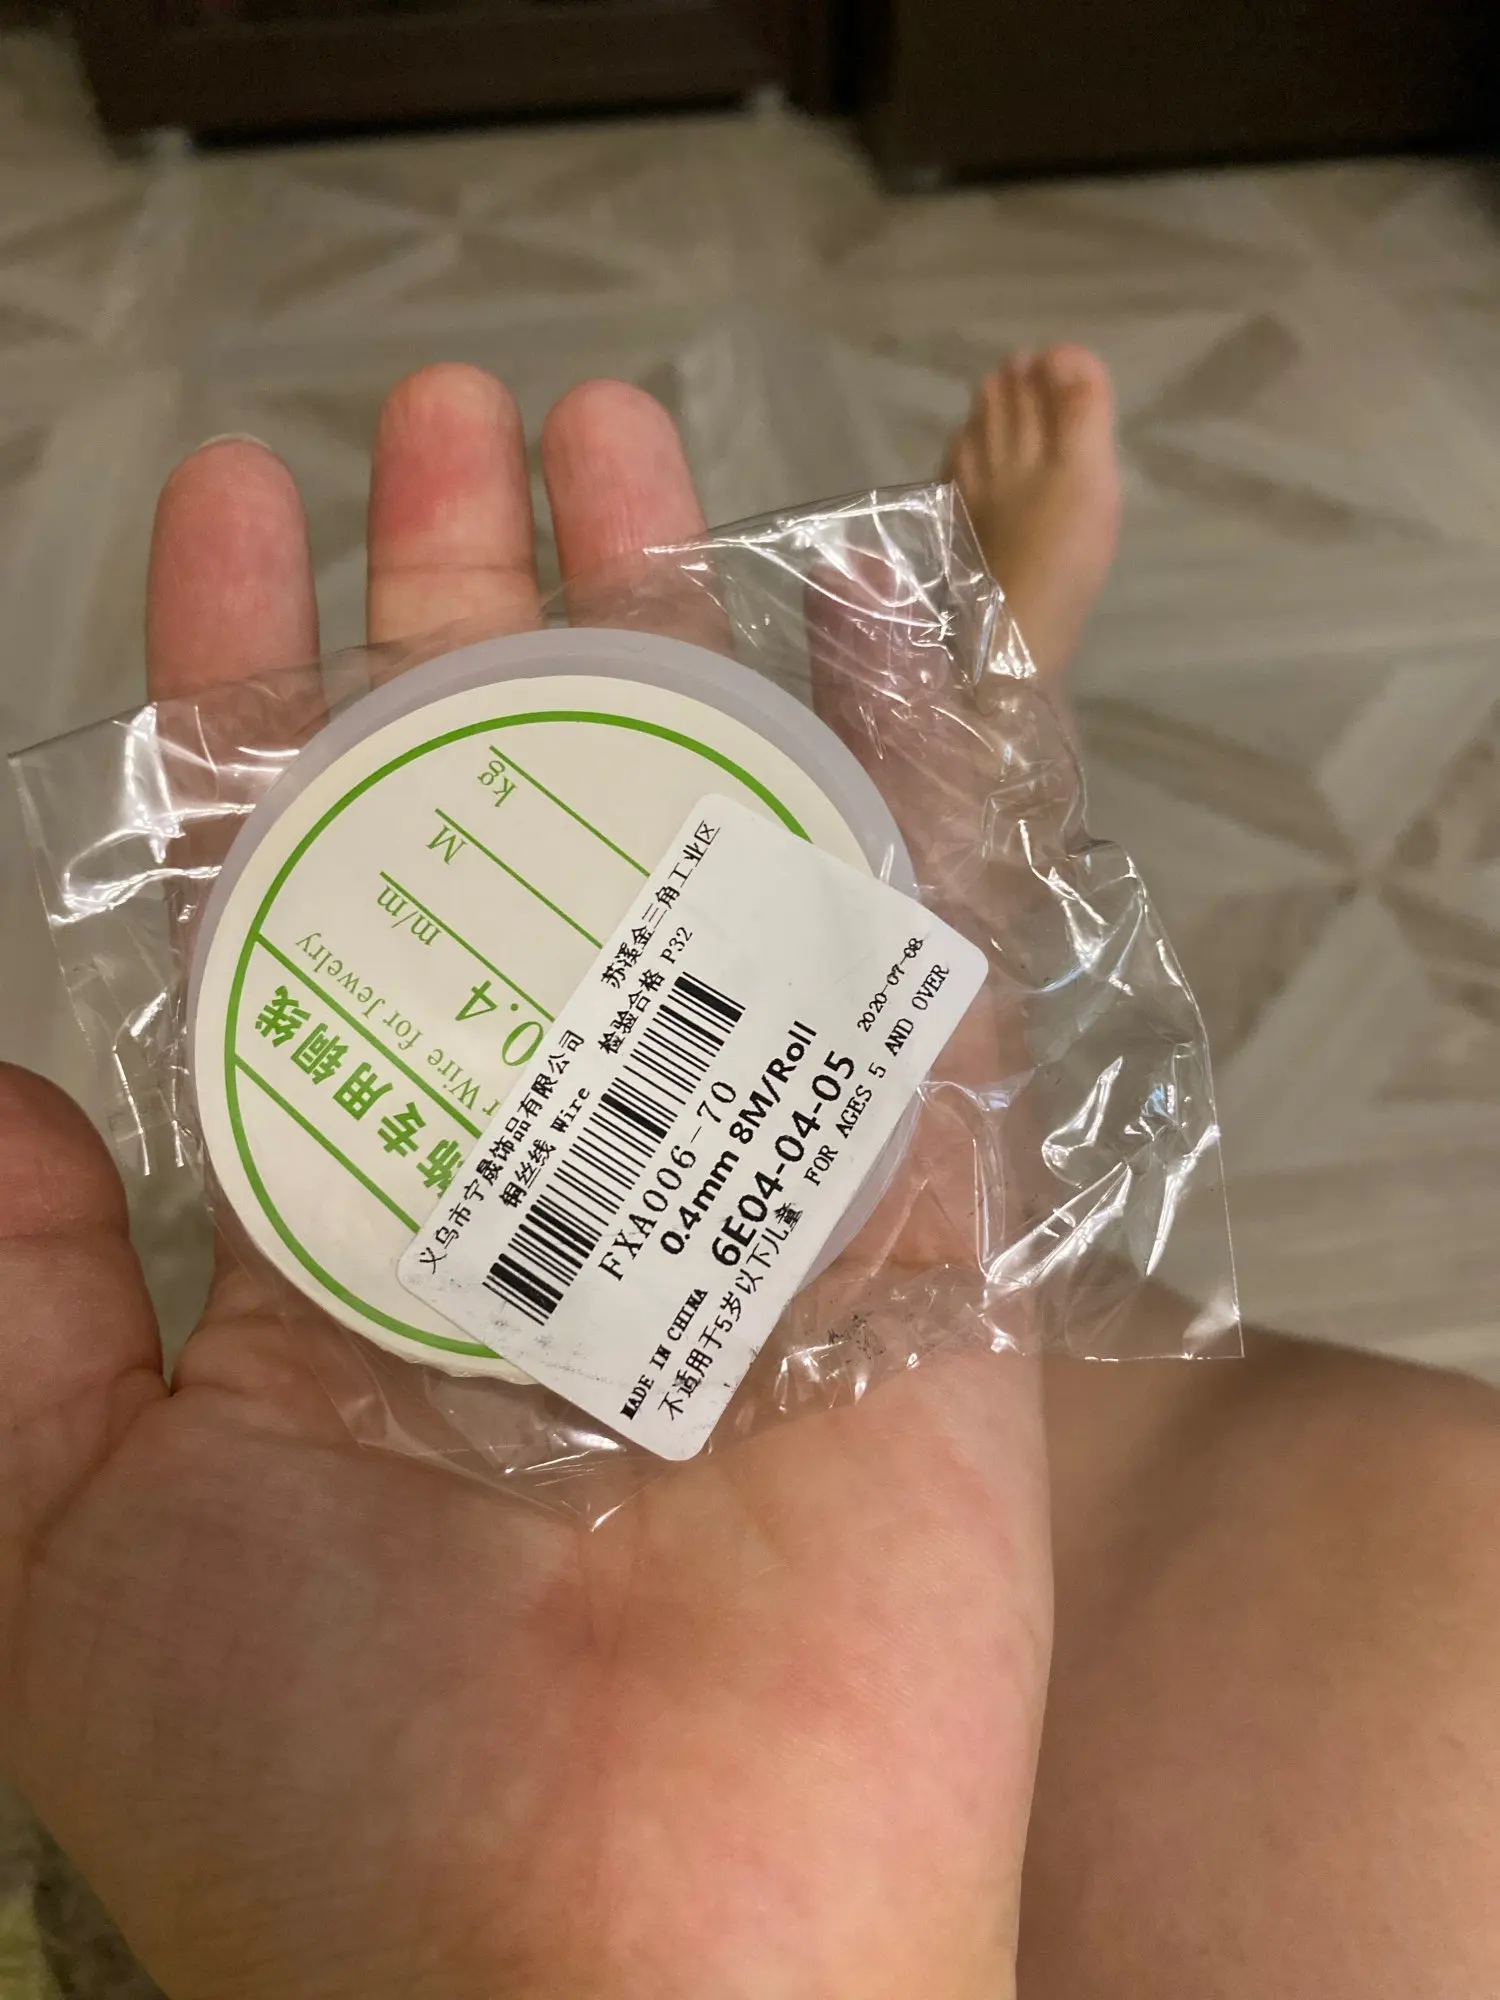 义乌市宁晟饰品有限公司 苏溪金三角工业区
铜丝线 Wire 检验合格 P32
FXA006-70
0.4mm 8M/Roll
6E04-04-05
2020-07-08
MADE IN CHINA
不适用于5岁以下儿童 FOR AGES 5 AND OVER
饰专用铜线
Wire for Jewelry
0.4 m/m
M
kg